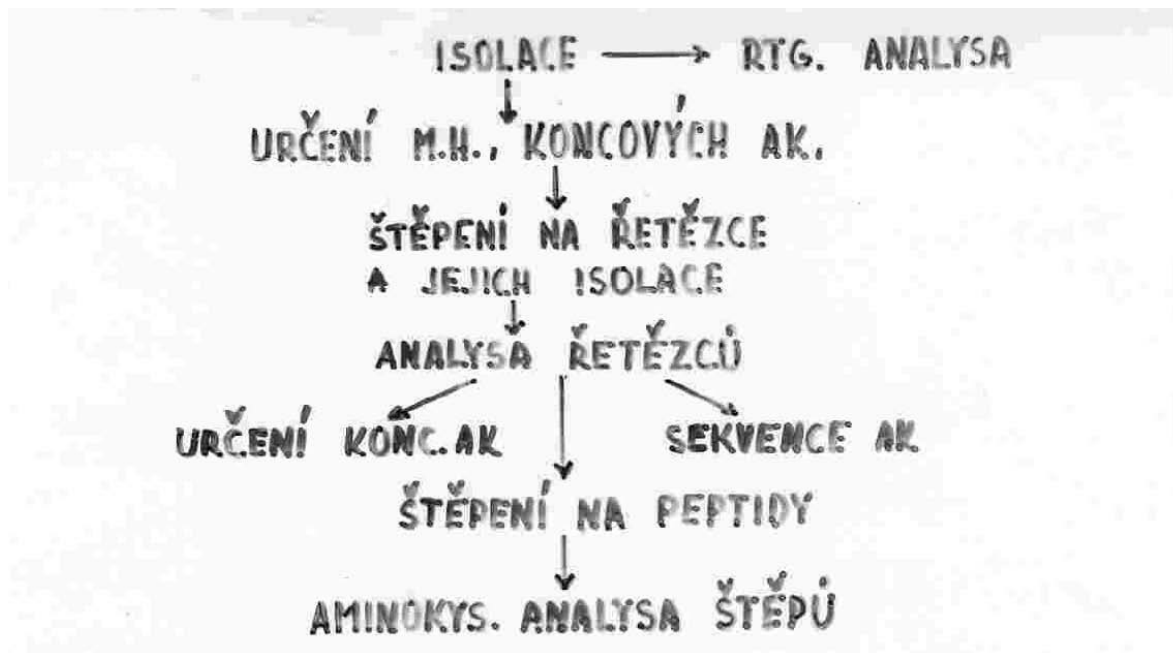 ISOLACE → RTG. ANALYSA
URČENÍ M.H., KONCOVÝCH AK.
ŠTĚPENÍ NA ŘETĚZCE
A JEJICH ISOLACE
ANALYSA ŘETĚZCŮ
URČENÍ KONC.AK SEKVENCE AK
ŠTĚPENÍ NA PEPTIDY
AMINOKYS. ANALYSA ŠTĚPŮ